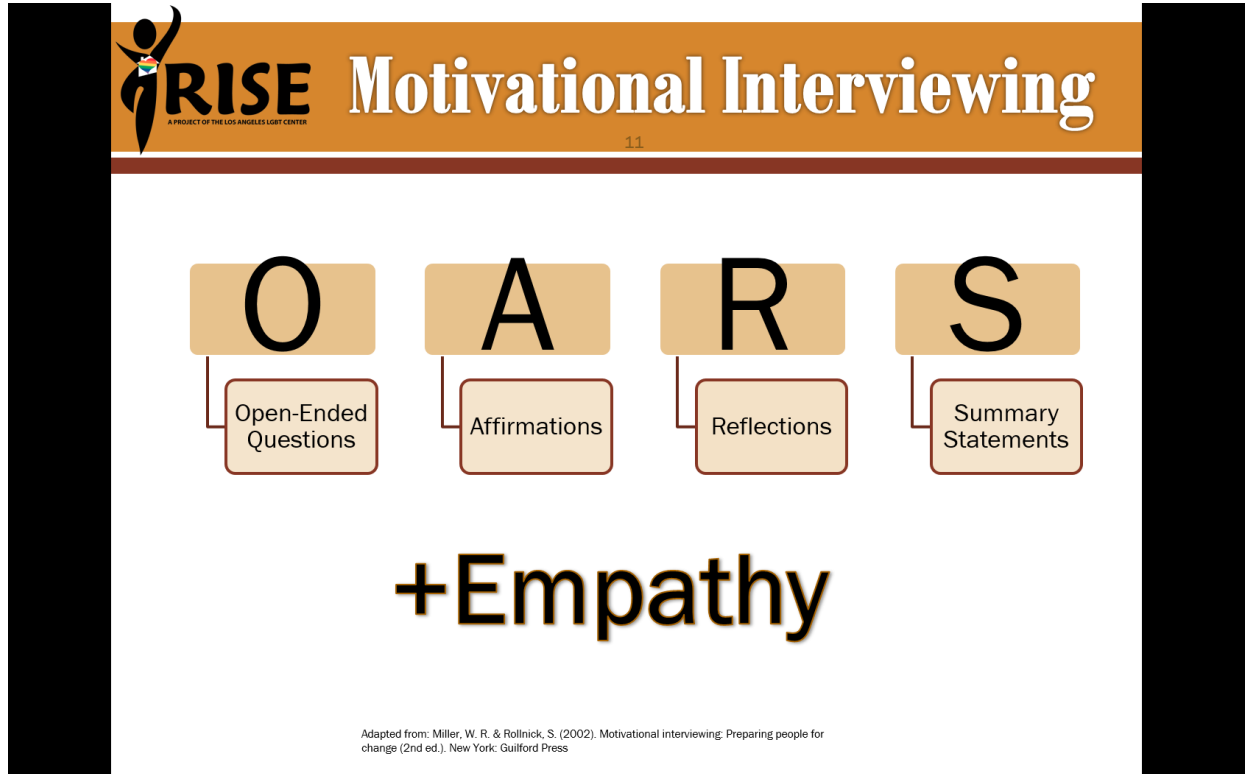 RISE
A PROJECT OF THE LOS ANGELES LGBT CENTER
Motivational Interviewing
11
O
A
R
S
Open-Ended
Questions
Affirmations
Reflections
Summary
Statements
+Empathy
Adapted from: Miller, W. R. & Rollnick, S. (2002). Motivational interviewing: Preparing people for
change (2nd ed.). New York: Guilford Press